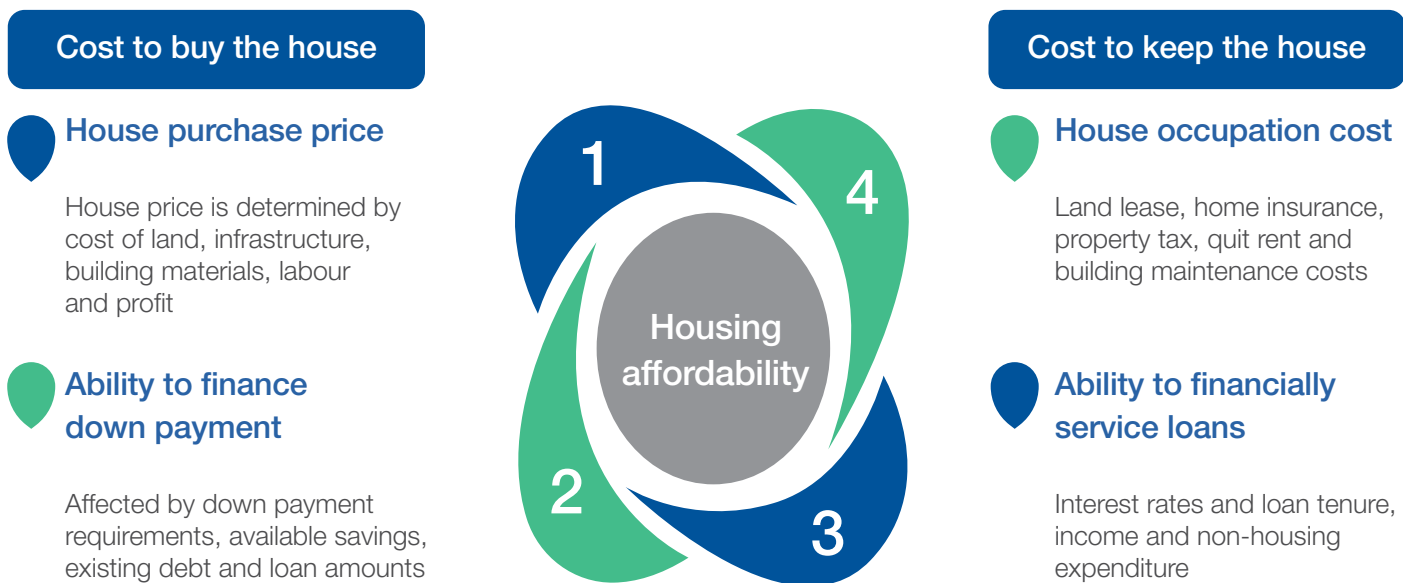 Cost to buy the house
House purchase price
House price is determined by
cost of land, infrastructure,
building materials, labour
and profit
Ability to finance
down payment
Affected by down payment
requirements, available savings,
existing debt and loan amounts
1
4
Housing
affordability
2
3
Cost to keep the house
House occupation cost
Land lease, home insurance,
property tax, quit rent and
building maintenance costs
Ability to financially
service loans
Interest rates and loan tenure,
income and non-housing
expenditure